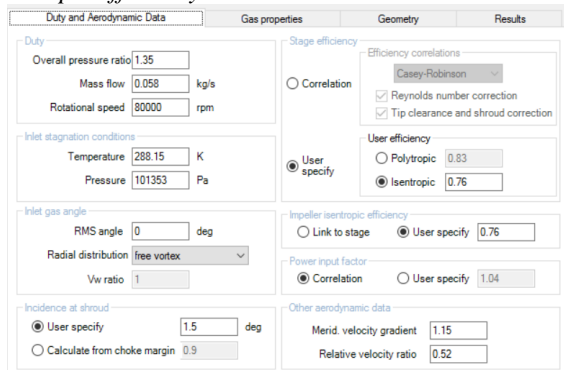 Duty and Aerodynamic Data Gas properties Geometry Results
Duty
Overall pressure ratio 1.35
Mass flow 0.058 kg/s
Rotational speed 80000 rpm
Inlet stagnation conditions
Temperature 288.15 K
Pressure 101353 Pa
Inlet gas angle
RMS angle 0 deg
Radial distribution free vortex
Vw ratio 1
Incidence at shroud
User specify 1.5 deg
Calculate from choke margin 0.9
Stage efficiency
Correlation
Efficiency correlations
Casey-Robinson
Reynolds number correction
Tip clearance and shroud correction
User specify
User efficiency
Polytropic 0.83
Isentropic 0.76
Impeller isentropic efficiency
Link to stage User specify 0.76
Power input factor
Correlation User specify 1.04
Other aerodynamic data
Merid. velocity gradient 1.15
Relative velocity ratio 0.52